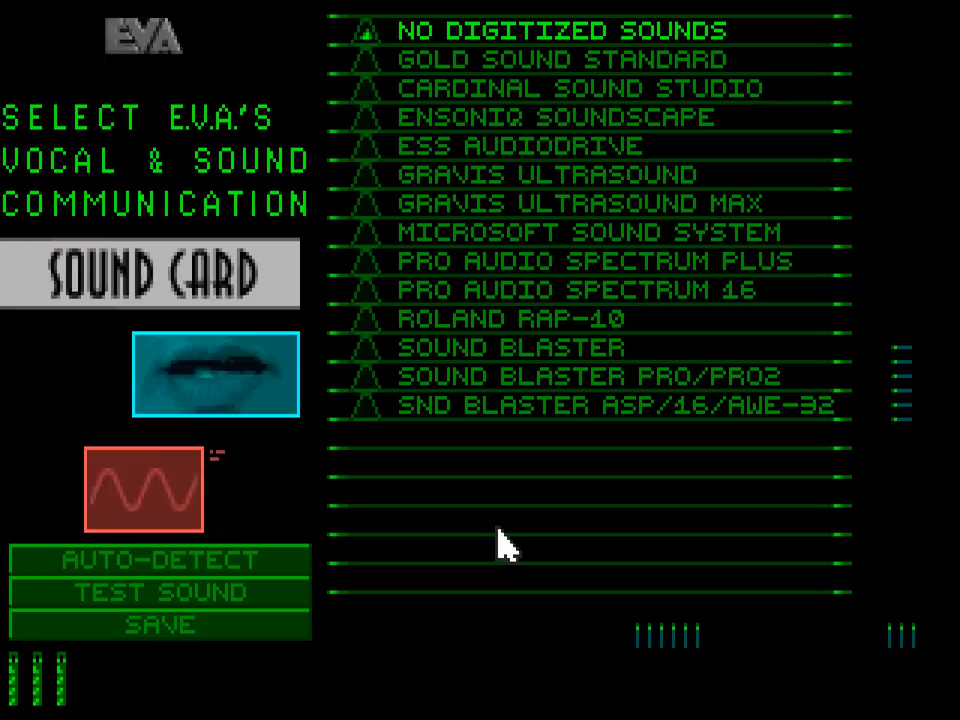 EVA
SELECT E.V.A.'S
VOCAL & SOUND
COMMUNICATION
SOUND CARD
AUTO-DETECT
TEST SOUND
SAVE
NO DIGITIZED SOUNDS
GOLD SOUND STANDARD
CARDINAL SOUND STUDIO
ENSONIQ SOUNDSCAPE
ESS AUDIODRIVE
GRAVIS ULTRASOUND
GRAVIS ULTRASOUND MAX
MICROSOFT SOUND SYSTEM
PRO AUDIO SPECTRUM PLUS
PRO AUDIO SPECTRUM 16
ROLAND RAP-10
SOUND BLASTER
SOUND BLASTER PRO/PRO2
SND BLASTER ASP/16/AWE-32